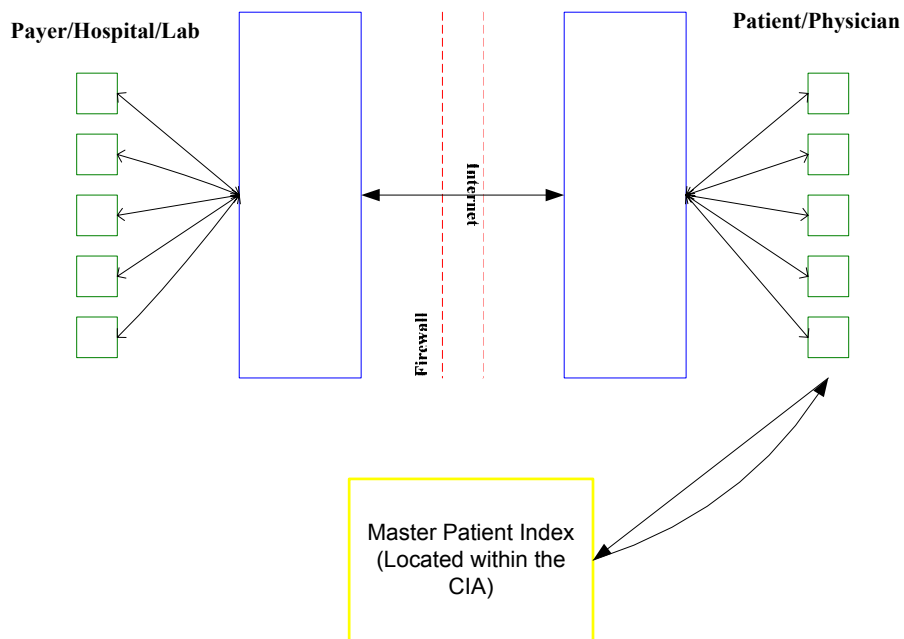 Payer/Hospital/Lab
Patient/Physician
Internet
Firewall
Master Patient Index
(Located within the
CIA)